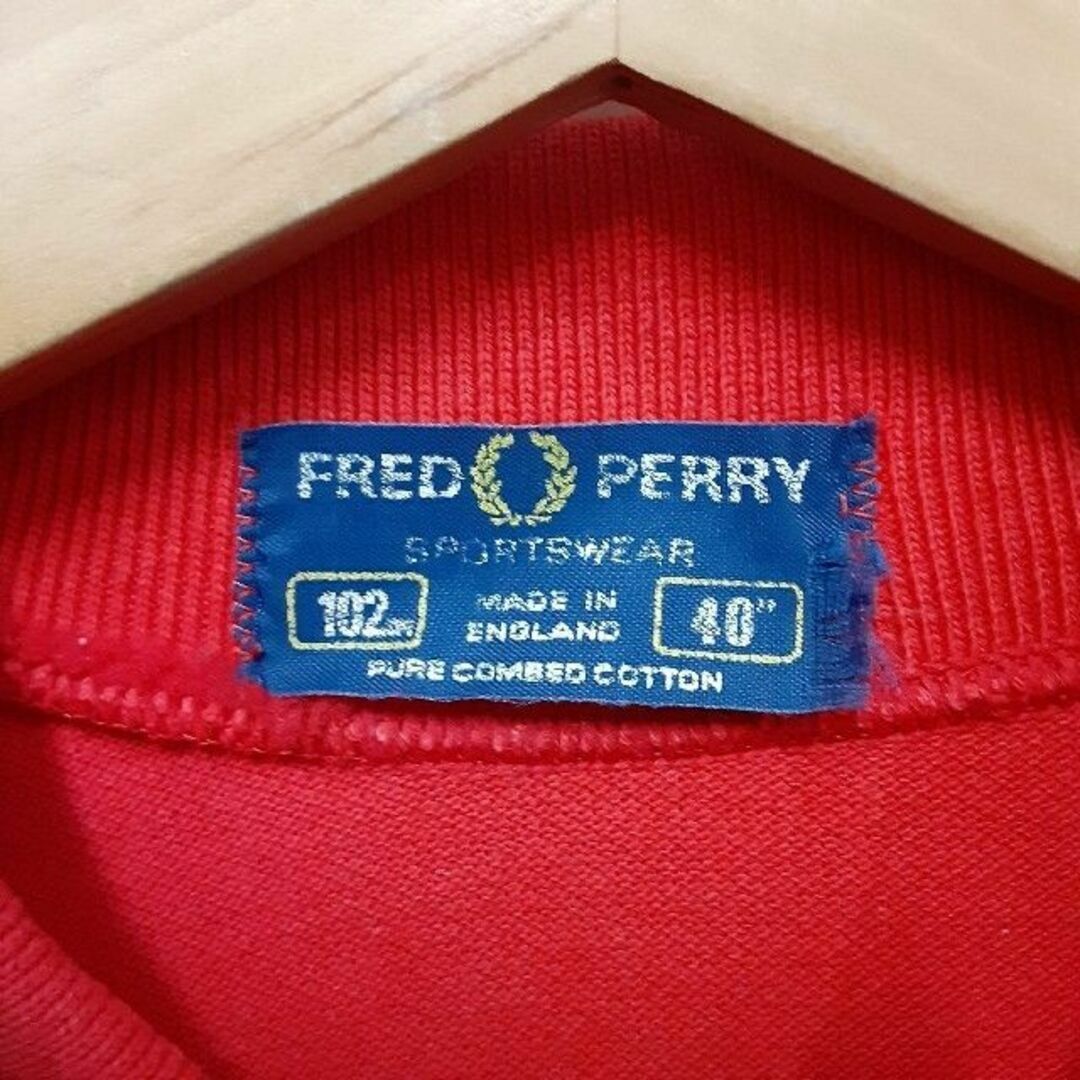 FRED PERRY
SPORTSWEAR
102cm MADE IN 40"
ENGLAND
PURE COMBED COTTON